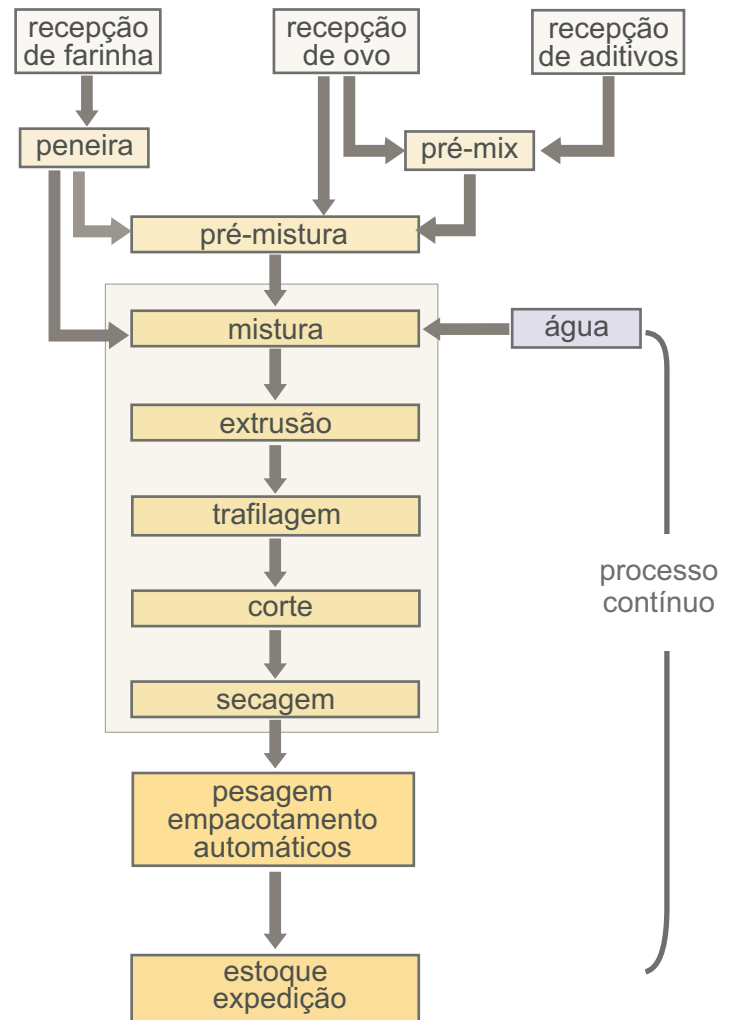 recepção
de farinha
recepção
de ovo
recepção
de aditivos
peneira
pré-mix
pré-mistura
mistura
água
extrusão
trafilagem
corte
processo
contínuo
secagem
pesagem
empacotamento
automáticos
estoque
expedição